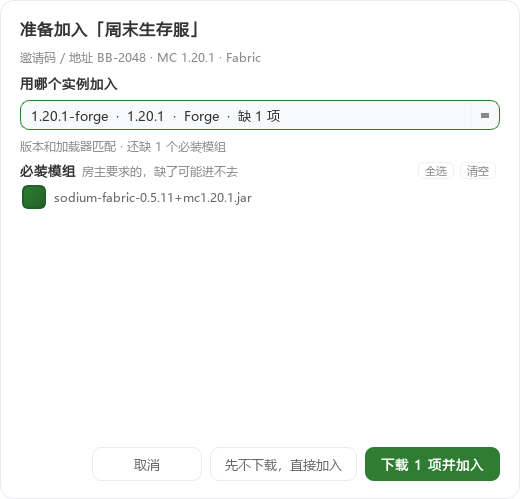 准备加入「周末生存服」
邀请码 / 地址 BB-2048 · MC 1.20.1 · Fabric
用哪个实例加入
1.20.1-forge · 1.20.1 · Forge · 缺 1 项
版本和加载器匹配 · 还缺 1 个必装模组
必装模组 房主要求的，缺了可能进不去 全选 清空
sodium-fabric-0.5.11+mc1.20.1.jar
取消 先不下载，直接加入 下载 1 项并加入